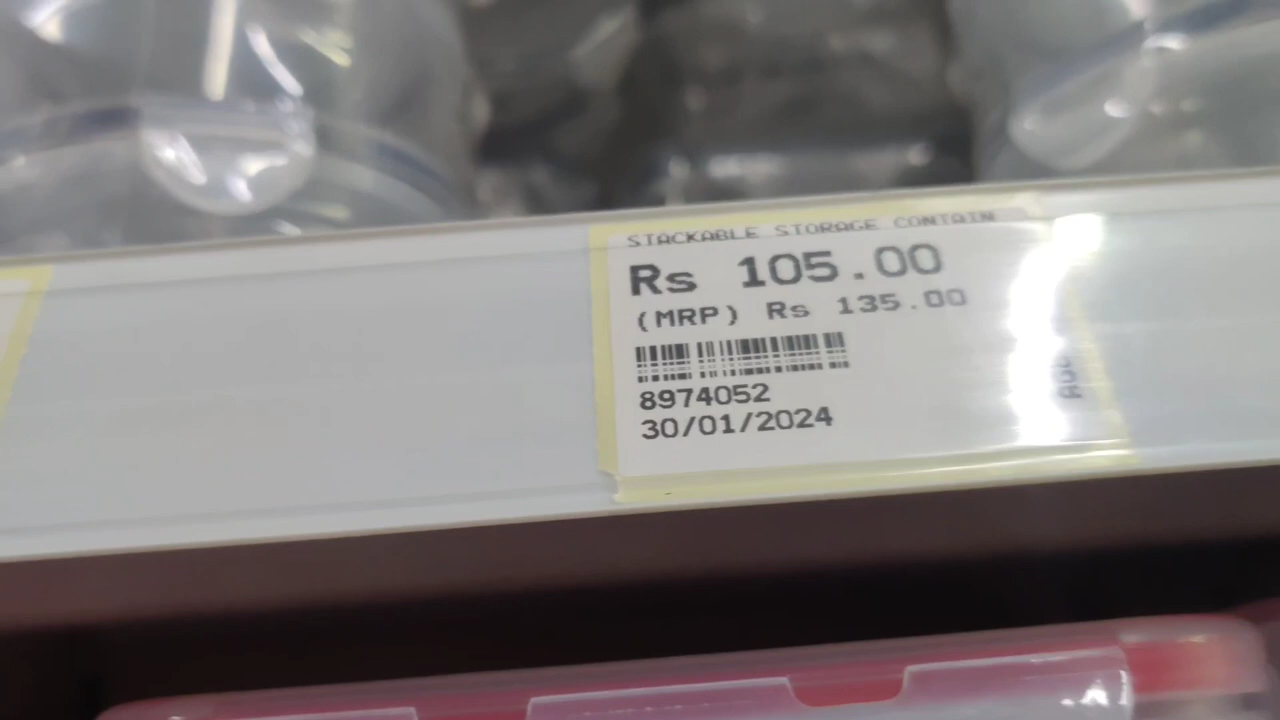 STACKABLE STORAGE CONTAIN
Rs 105.00
(MRP) Rs 135.00
8974052
30/01/2024